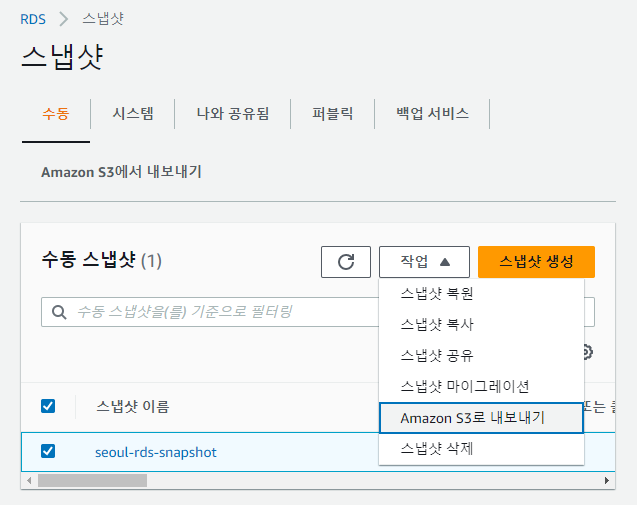 RDS > 스냅샷
스냅샷
수동 시스템 나와 공유됨 퍼블릭 백업 서비스
Amazon S3에서 내보내기
수동 스냅샷 (1) 작업 ▲ 스냅샷 생성
수동 스냅샷을(를) 기준으로 필터링
스냅샷 복원
스냅샷 복사
스냅샷 공유
스냅샷 마이그레이션
Amazon S3로 내보내기
스냅샷 삭제
스냅샷 이름 또는
seoul-rds-snapshot